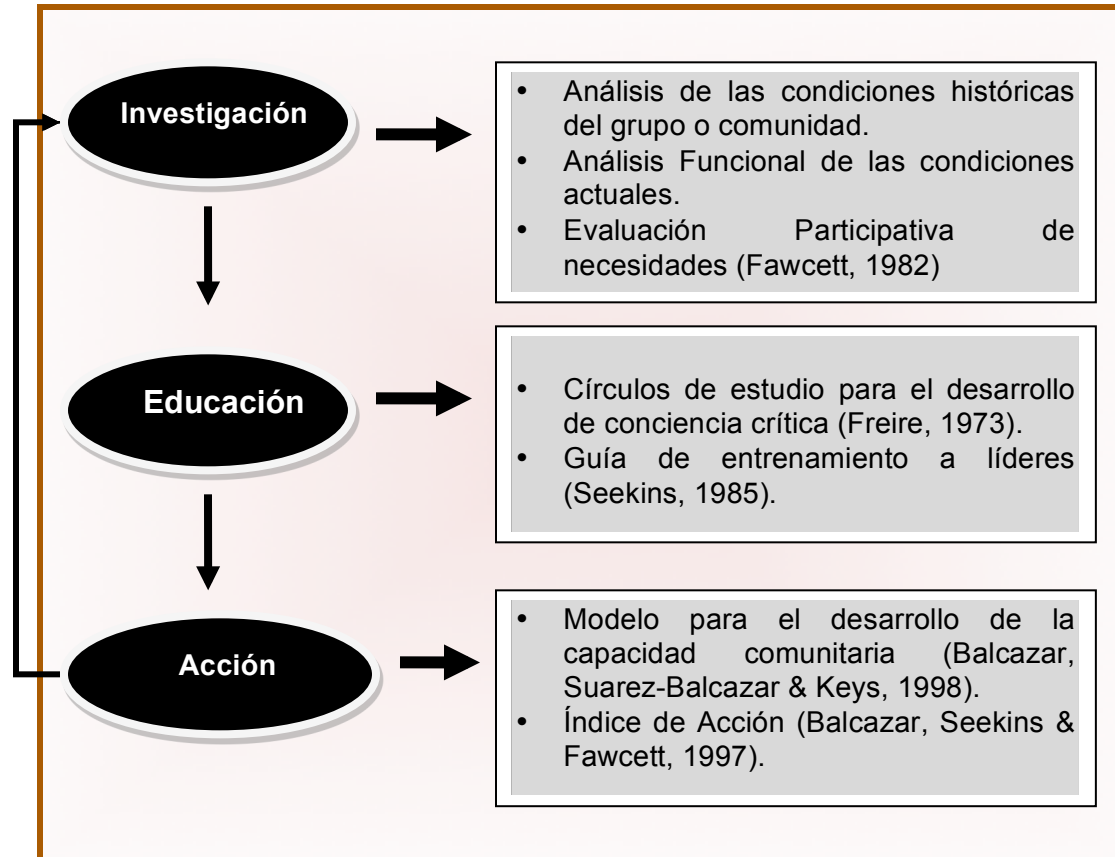 Investigación
• Análisis de las condiciones históricas
del grupo o comunidad.
• Análisis Funcional de las condiciones
actuales.
• Evaluación Participativa de
necesidades (Fawcett, 1982)
Educación
• Círculos de estudio para el desarrollo
de conciencia crítica (Freire, 1973).
• Guía de entrenamiento a líderes
(Seekins, 1985).
Acción
• Modelo para el desarrollo de la
capacidad comunitaria (Balcazar,
Suarez-Balcazar & Keys, 1998).
• Índice de Acción (Balcazar, Seekins &
Fawcett, 1997).